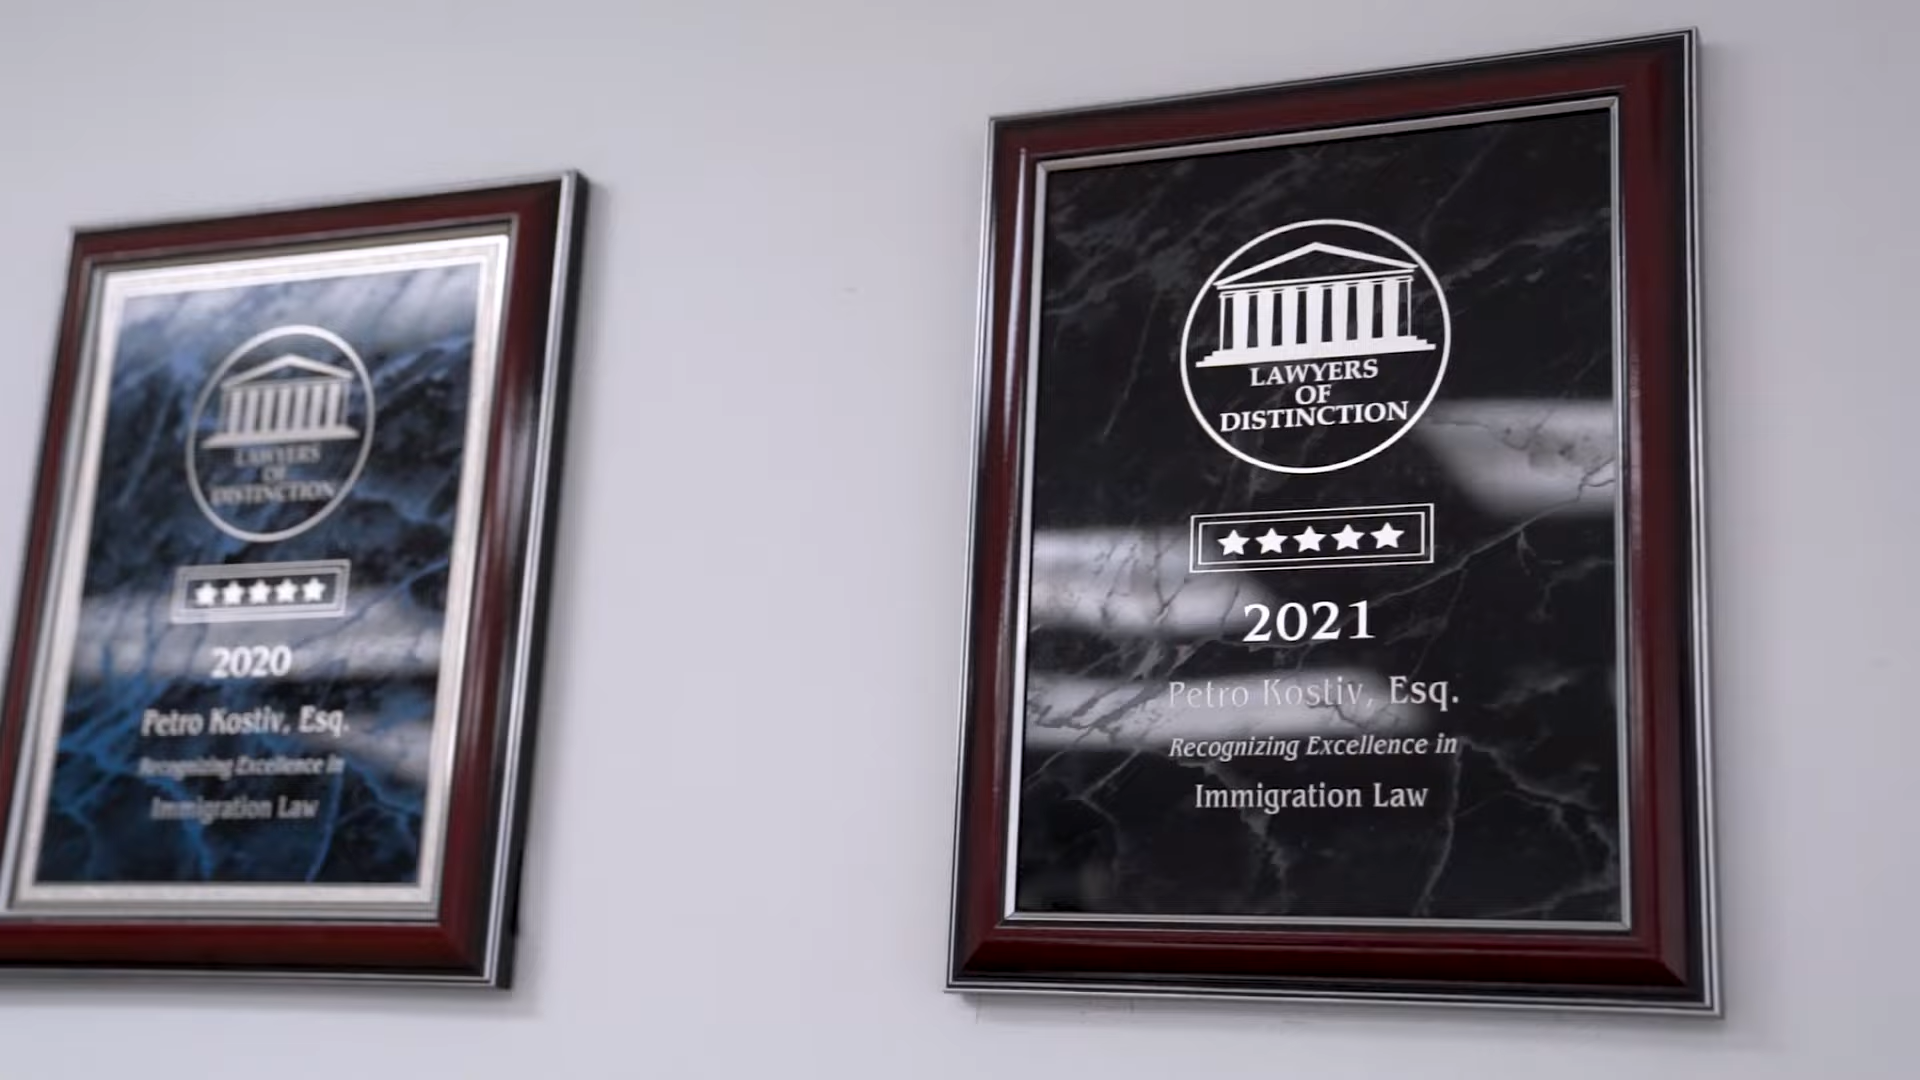 LAWYERS
OF
DISTINCTION
2020
Petro Kostiv, Esq.
Recognizing Excellence in
Immigration Law
LAWYERS
OF
DISTINCTION
2021
Petro Kostiv, Esq.
Recognizing Excellence in
Immigration Law